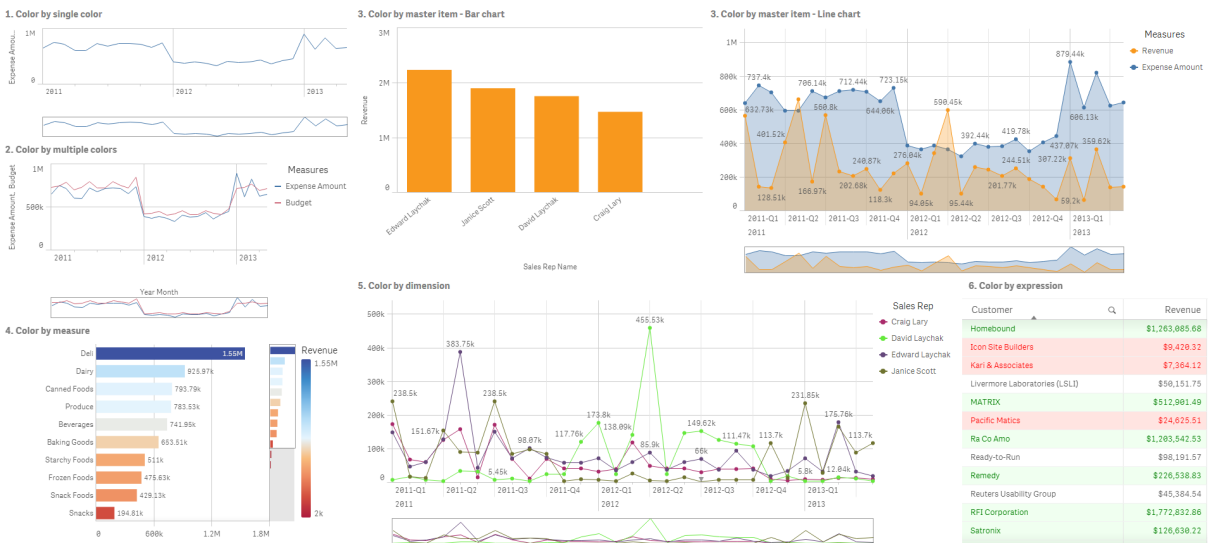 1. Color by single color
Expense Amou...
1M
0
2011
2012
2013
2. Color by multiple colors
Expense Amount, Budget
1M
500k
0
2011
2012
2013
Year Month
Measures
Expense Amount
Budget
3. Color by master item - Bar chart
Revenue
3M
2M
1M
0
Edward Laychak
Janice Scott
David Laychak
Craig Lary
Sales Rep Name
3. Color by master item - Line chart
Measures
Revenue
Expense Amount
1M
800k
600k
400k
200k
0
737.4k
632.73k
401.52k
128.51k
706.14k
560.8k
166.97k
712.44k
240.87k
202.68k
723.15k
644.06k
118.3k
276.04k
94.05k
590.45k
95.44k
392.44k
201.77k
419.78k
244.51k
307.22k
437.07k
59.2k
879.44k
606.13k
359.62k
2011-Q1
2011-Q2
2011-Q3
2011-Q4
2012-Q1
2012-Q2
2012-Q3
2012-Q4
2013-Q1
2011
2012
2013
4. Color by measure
Deli 1.55M
Dairy 925.97k
Canned Foods 793.79k
Produce 783.53k
Beverages 741.95k
Baking Goods 653.51k
Starchy Foods 511k
Frozen Foods 475.63k
Snack Foods 429.13k
Snacks 194.81k
0 600k 1.2M 1.8M
Revenue
1.55M
2k
5. Color by dimension
Sales Rep
Craig Lary
David Laychak
Edward Laychak
Janice Scott
500k
400k
300k
200k
100k
0
238.5k
151.67k
383.75k
238.5k
5.45k
98.07k
117.76k
173.8k
138.09k
455.53k
85.9k
149.62k
66k
111.47k
113.7k
231.85k
5.8k
175.76k
12.04k
113.7k
2011-Q1
2011-Q2
2011-Q3
2011-Q4
2012-Q1
2012-Q2
2012-Q3
2012-Q4
2013-Q1
2011
2012
2013
6. Color by expression
Customer Revenue
Homebound $1,263,085.68
Icon Site Builders $9,420.32
Kari & Associates $7,364.12
Livermore Laboratories (LSLI) $50,151.75
MATRIX $512,901.49
Pacific Matics $24,625.51
Ra Co Amo $1,203,542.53
Ready-to-Run $98,191.57
Remedy $226,538.83
Reuters Usability Group $45,384.54
RFI Corporation $1,772,832.86
Satronix $126,630.22